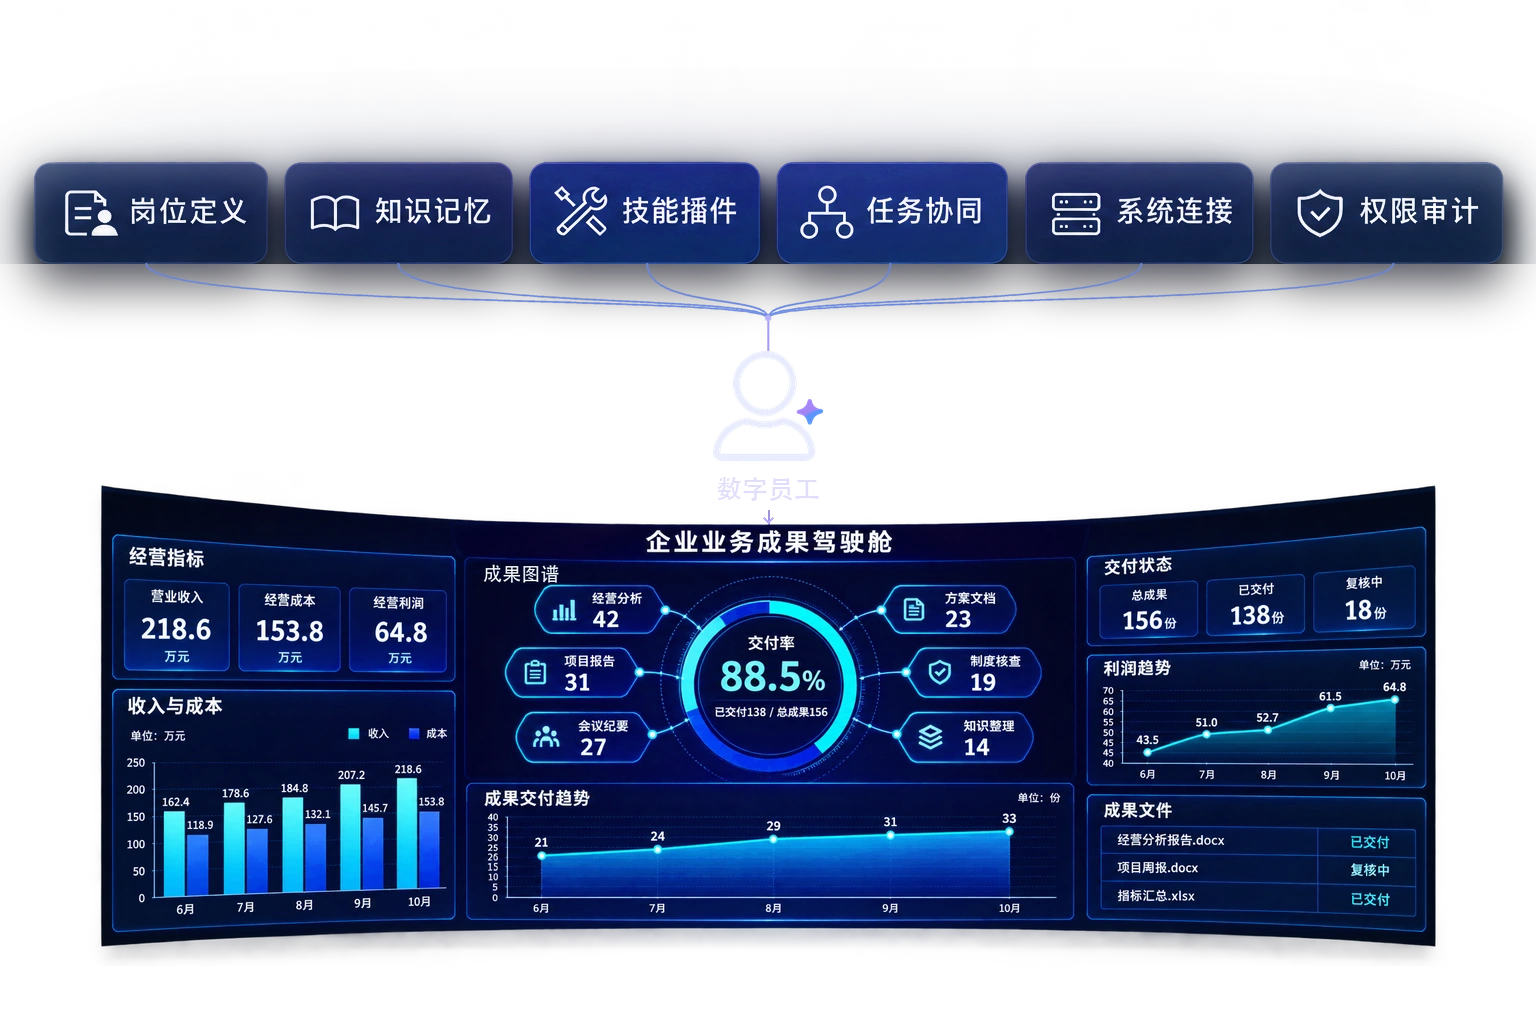 岗位定义
知识记忆
技能播件
任务协同
系统连接
权限审计
数字员工
企业业务成果驾驶舱
经营指标
营业收入
218.6
万元
经营成本
153.8
万元
经营利润
64.8
万元
收入与成本
单位：万元
收入
成本
250
200
150
100
50
0
162.4
118.9
178.6
127.6
184.8
132.1
207.2
145.7
218.6
153.8
6月
7月
8月
9月
10月
成果图谱
经营分析
42
项目报告
31
会议纪要
27
交付率
88.5%
已交付138 / 总成果156
方案文档
23
制度核查
19
知识整理
14
成果交付趋势
单位：份
40
35
30
25
20
15
10
5
0
21
24
29
31
33
6月
7月
8月
9月
10月
交付状态
总成果
156份
已交付
138份
复核中
18份
利润趋势
单位：万元
70
65
60
55
50
45
40
43.5
51.0
52.7
61.5
64.8
6月
7月
8月
9月
10月
成果文件
经营分析报告.docx 已交付
项目周报.docx 复核中
指标汇总.xlsx 已交付